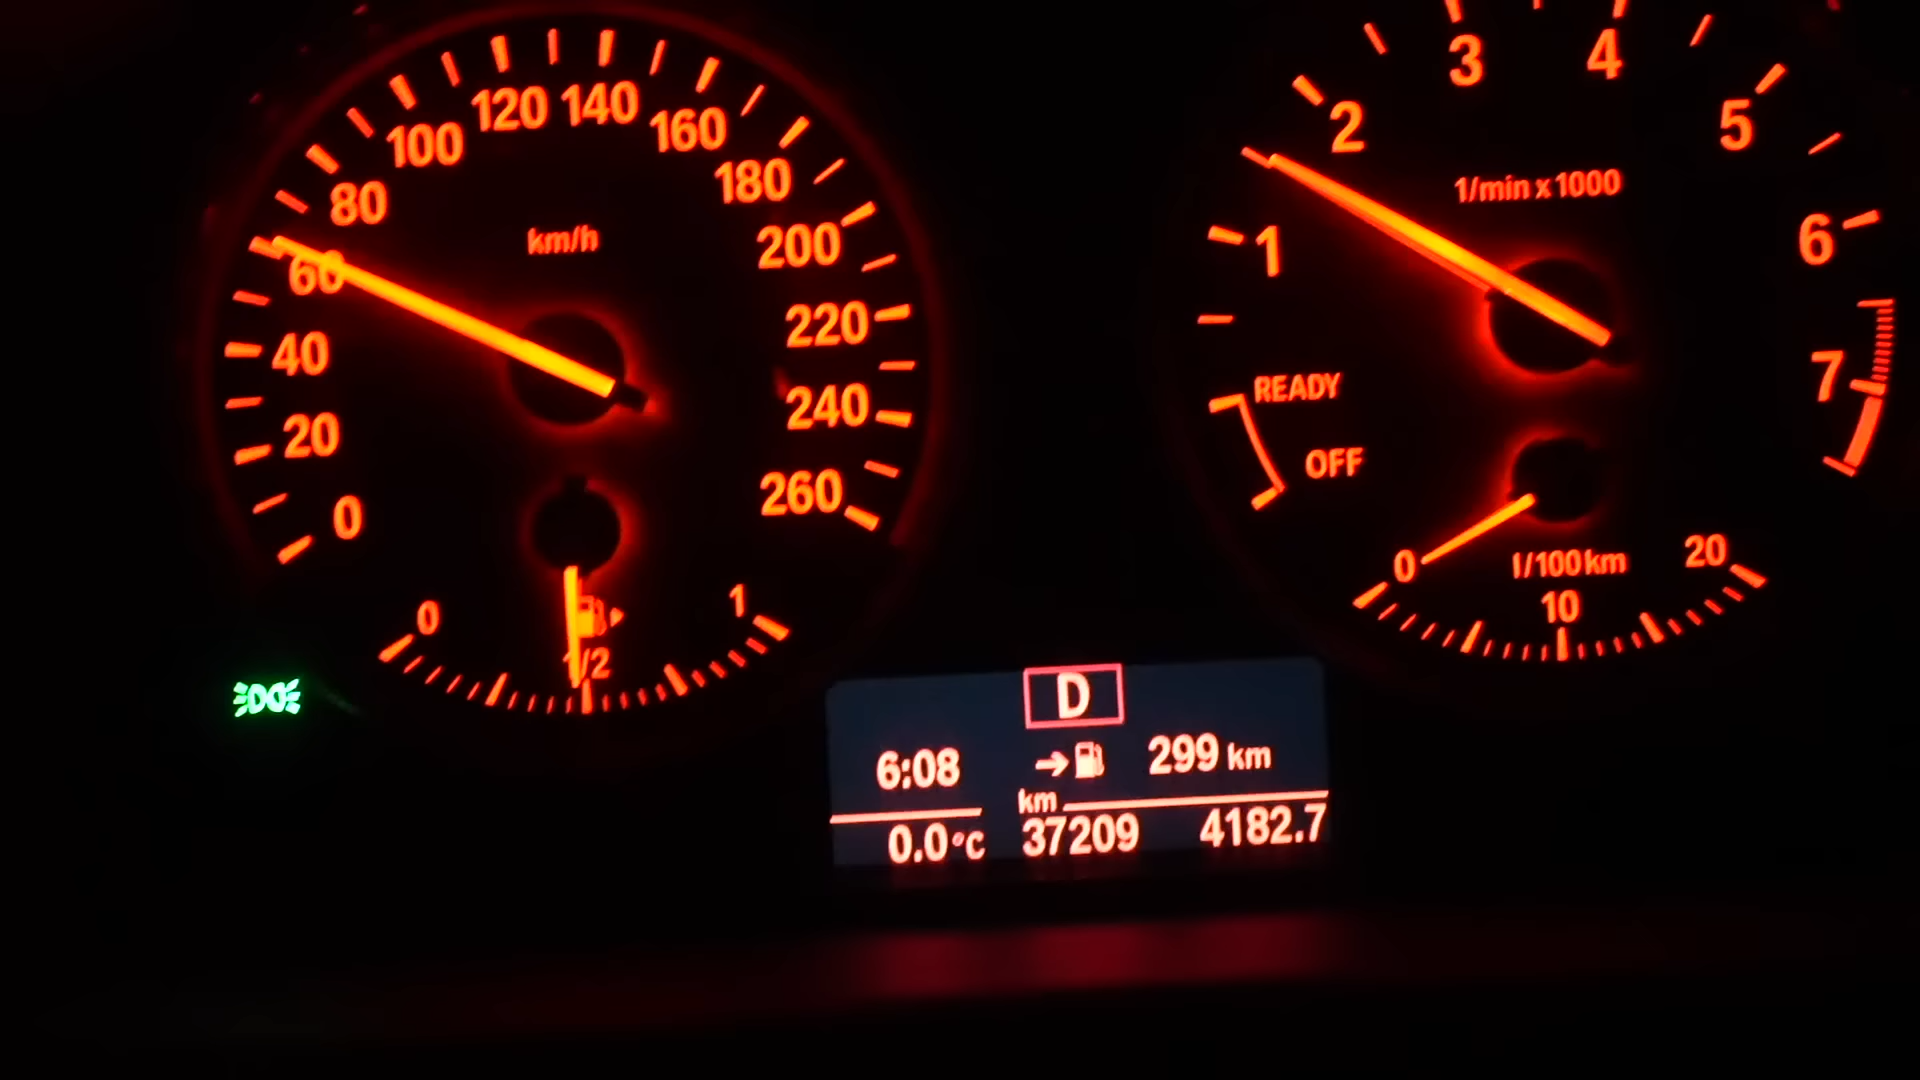 0 20 40 60 80 100 120 140 160 180 200 220 240 260
km/h
0 1/2 1
OFF READY 1 2 3 4 5 6 7
1/min x 1000
0 10 20
l/100km
D
6:08 299 km
km
0.0°C 37209 4182.7